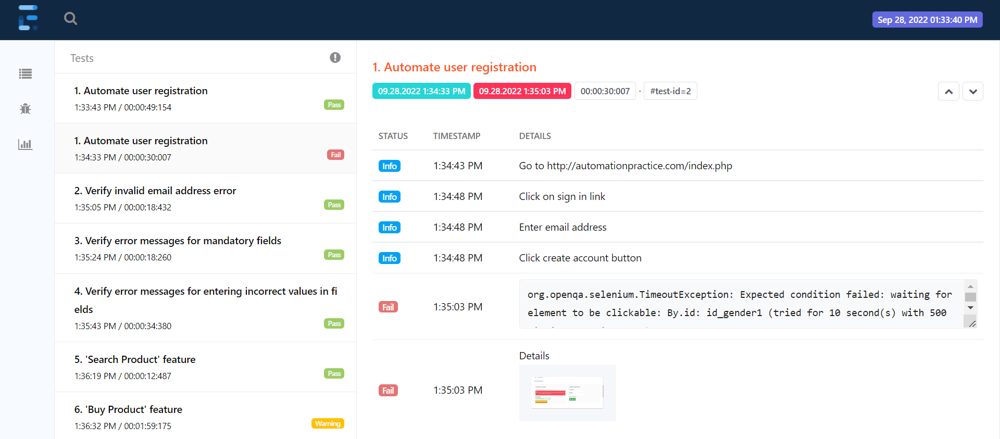 Sep 28, 2022 01:33:40 PM
Tests
1. Automate user registration
1:33:43 PM / 00:00:49:154
Pass
1. Automate user registration
1:34:33 PM / 00:00:30:007
Fail
2. Verify invalid email address error
1:35:05 PM / 00:00:18:432
Pass
3. Verify error messages for mandatory fields
1:35:24 PM / 00:00:18:260
Pass
4. Verify error messages for entering incorrect values in fi
elds
1:35:43 PM / 00:00:34:380
Pass
5. 'Search Product' feature
1:36:19 PM / 00:00:12:487
Pass
6. 'Buy Product' feature
1:36:32 PM / 00:01:59:175
Warning
1. Automate user registration
09.28.2022 1:34:33 PM 09.28.2022 1:35:03 PM 00:00:30:007 · #test-id=2
STATUS TIMESTAMP DETAILS
Info 1:34:43 PM Go to http://automationpractice.com/index.php
Info 1:34:48 PM Click on sign in link
Info 1:34:48 PM Enter email address
Info 1:34:48 PM Click create account button
Fail 1:35:03 PM
org.openqa.selenium.TimeoutException: Expected condition failed: waiting for
element to be clickable: By.id: id_gender1 (tried for 10 second(s) with 500
Details
Fail 1:35:03 PM